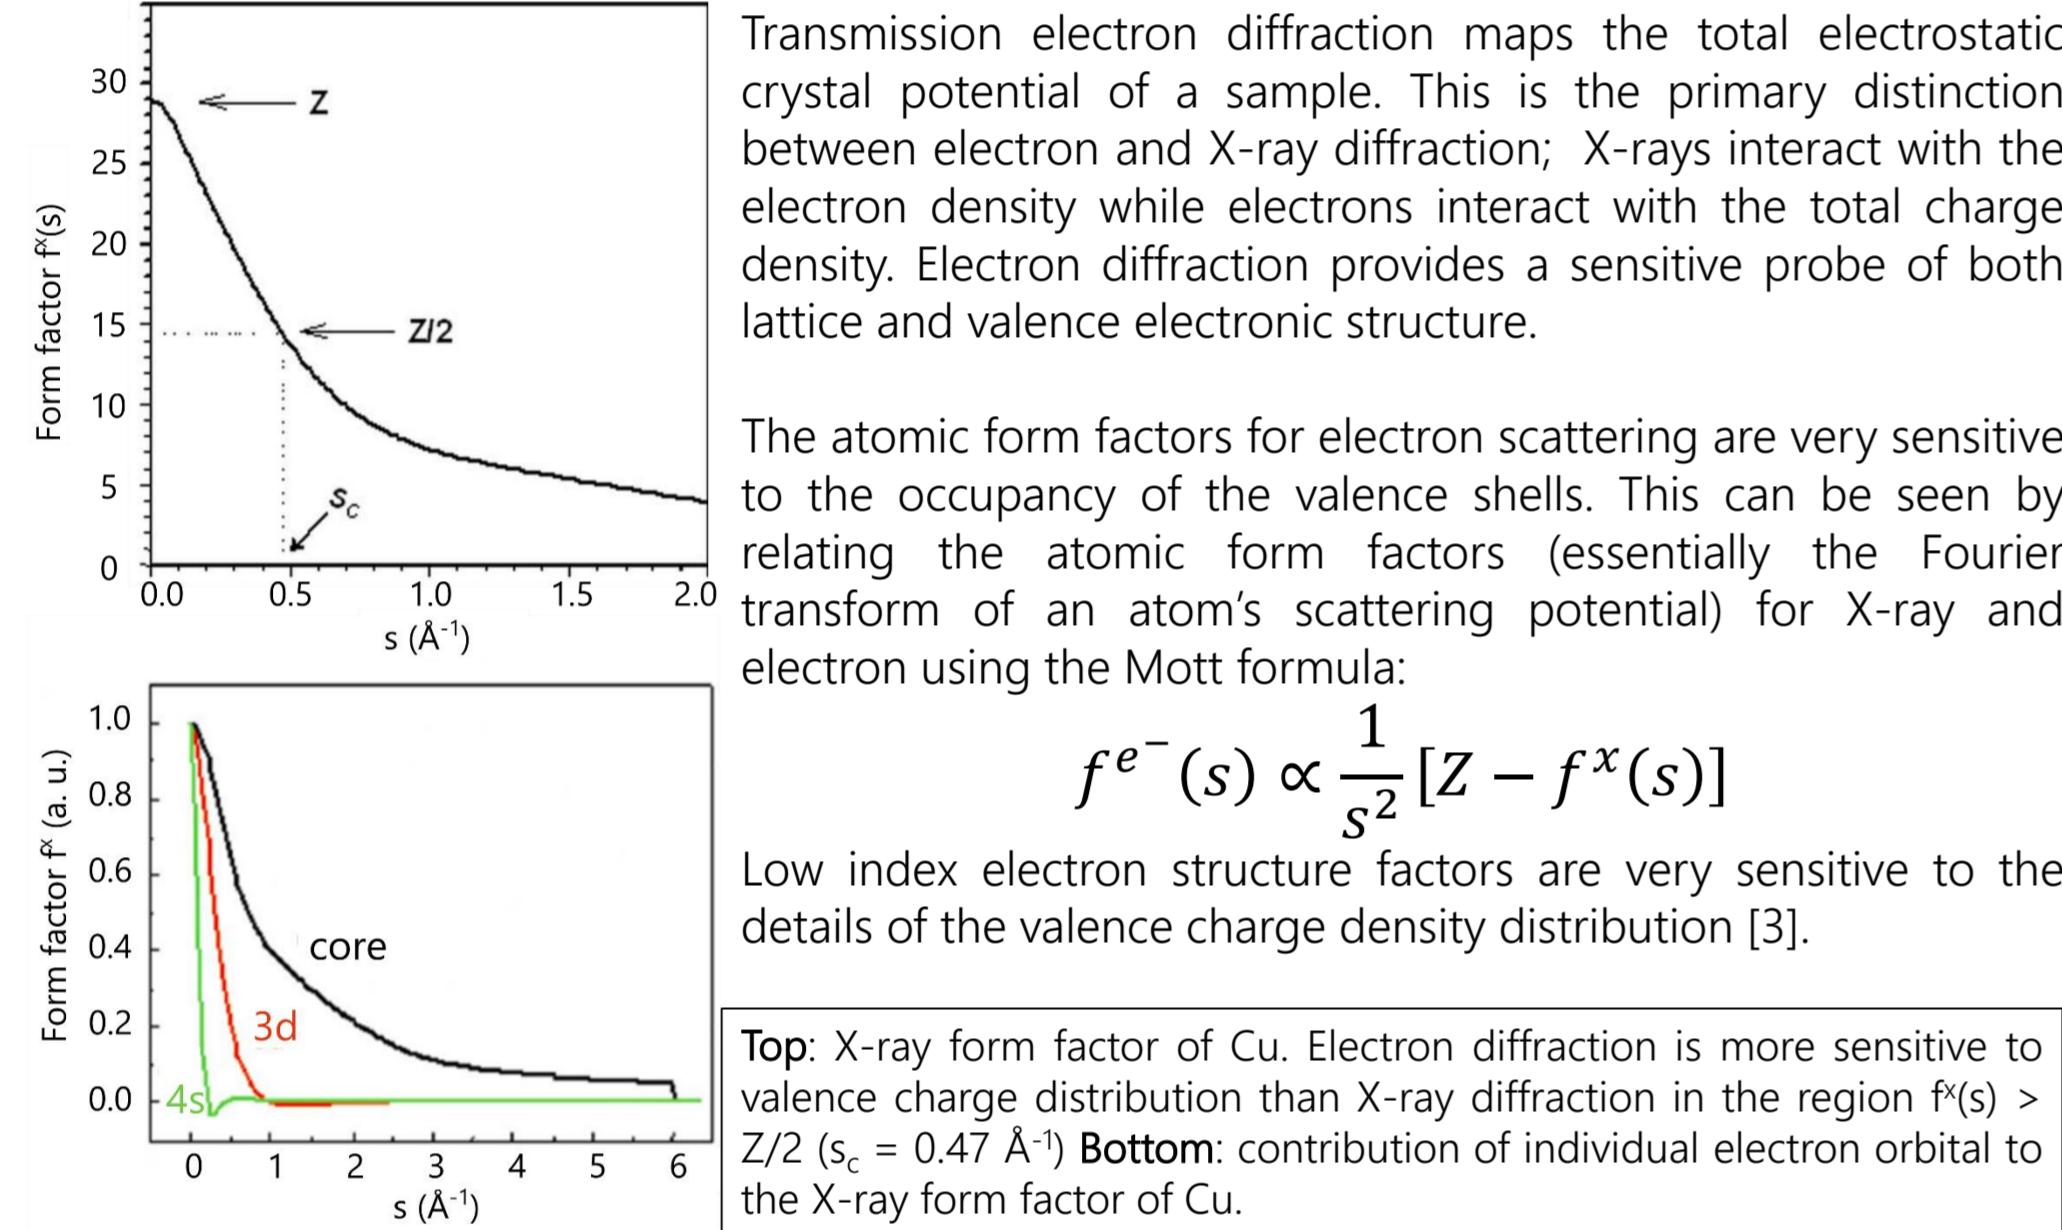 30
25
20
15
10
5
0
Form factor fˣ(s)
Z
Z/2
s_c
0.0 0.5 1.0 1.5 2.0
s (Å⁻¹)
1.0
0.8
0.6
0.4
0.2
0.0
Form factor fˣ (a. u.)
core
3d
4s
0 1 2 3 4 5 6
s (Å⁻¹)
Transmission electron diffraction maps the total electrostatic
crystal potential of a sample. This is the primary distinction
between electron and X-ray diffraction; X-rays interact with the
electron density while electrons interact with the total charge
density. Electron diffraction provides a sensitive probe of both
lattice and valence electronic structure.
The atomic form factors for electron scattering are very sensitive
to the occupancy of the valence shells. This can be seen by
relating the atomic form factors (essentially the Fourier
transform of an atom’s scattering potential) for X-ray and
electron using the Mott formula:
f^{e⁻}(s) ∝ 1/s² [Z − fˣ(s)]
Low index electron structure factors are very sensitive to the
details of the valence charge density distribution [3].
Top: X-ray form factor of Cu. Electron diffraction is more sensitive to
valence charge distribution than X-ray diffraction in the region fˣ(s) >
Z/2 (s_c = 0.47 Å⁻¹) Bottom: contribution of individual electron orbital to
the X-ray form factor of Cu.